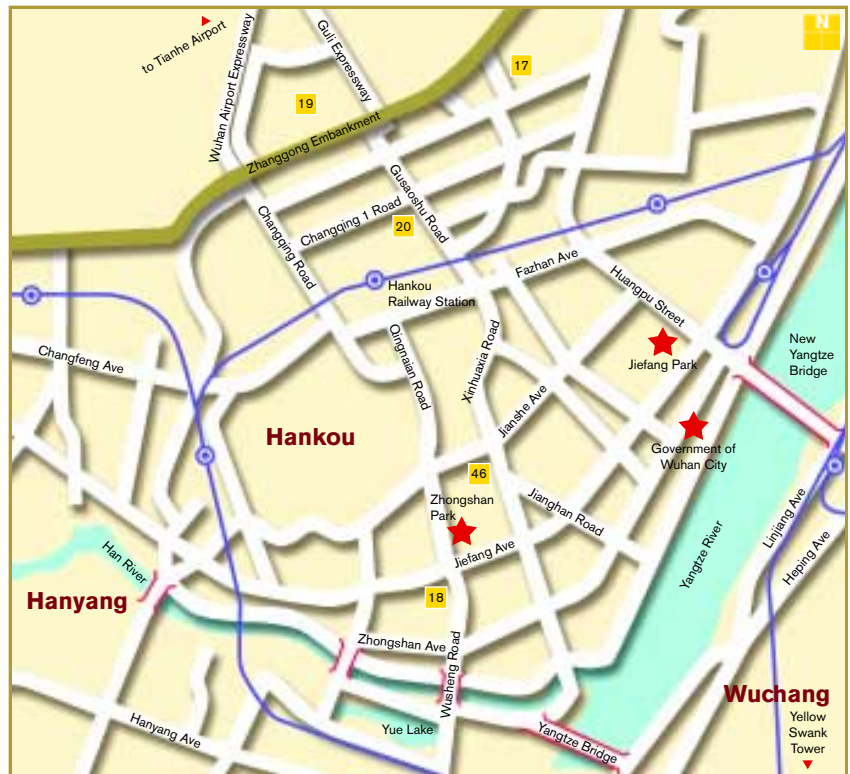 N
to Tianhe Airport
Wuhan Airport Expressway
Guli Expressway
17
19
Zhanggong Embankment
Gusaoshu Road
Changqing 1 Road
20
Changqing Road
Fazhan Ave
Hankou
Railway Station
Huangpu Street
New
Yangtze
Bridge
Changfeng Ave
Qingnaian Road
Xinhuaxia Road
Jiefang Park
Jianshe Ave
Hankou
Government of
Wuhan City
46
Zhongshan
Park
Jianghan Road
Linjiang Ave
Heping Ave
Yangtze River
Han River
Jiefang Ave
Hanyang
18
Zhongshan Ave
Wusheng Road
Wuchang
Yellow
Swank
Tower
Hanyang Ave
Yue Lake
Yangtze Bridge